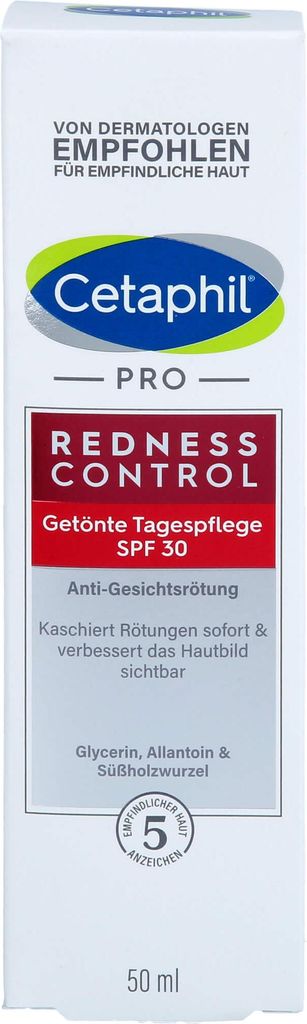 VON DERMATOLOGEN
EMPFOHLEN
FÜR EMPFINDLICHE HAUT
Cetaphil®
PRO
REDNESS
CONTROL
Getönte Tagespflege
SPF 30
Anti-Gesichtsrötung
Kaschiert Rötungen sofort &
verbessert das Hautbild
sichtbar
Glycerin, Allantoin &
Süßholzwurzel
EMPFINDLICHER HAUT
5
ANZEICHEN
50 ml